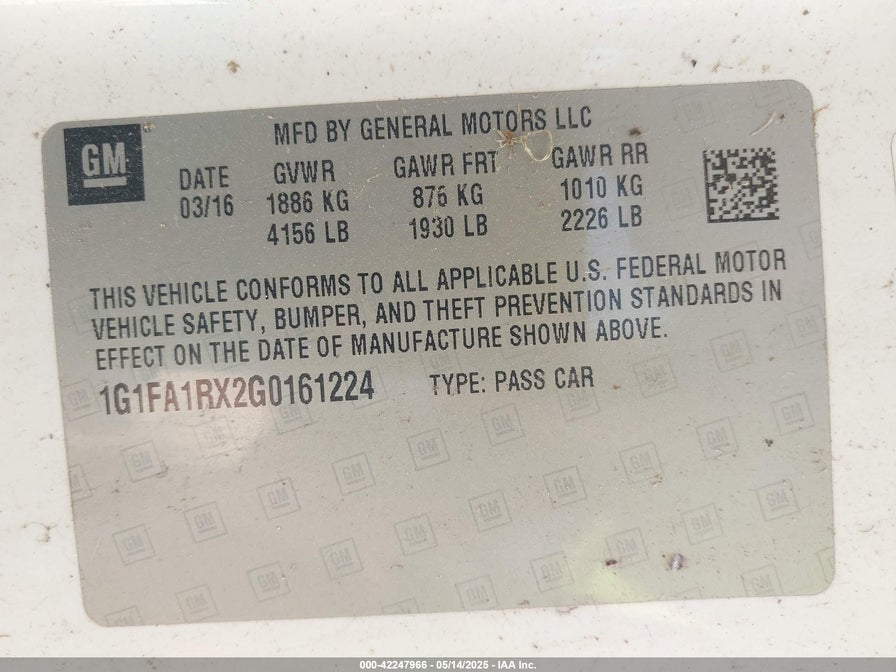 MFD BY GENERAL MOTORS LLC
GM
DATE GVWR GAWR FRT GAWR RR
03/16 1886 KG 876 KG 1010 KG
4156 LB 1930 LB 2226 LB
THIS VEHICLE CONFORMS TO ALL APPLICABLE U.S. FEDERAL MOTOR
VEHICLE SAFETY, BUMPER, AND THEFT PREVENTION STANDARDS IN
EFFECT ON THE DATE OF MANUFACTURE SHOWN ABOVE.
1G1FA1RX2G0161224 TYPE: PASS CAR
000-42247966 - 05/14/2025 - IAA Inc.